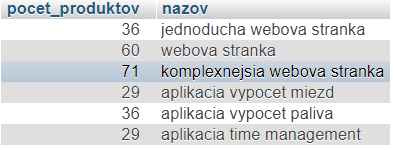 pocet_produktov nazov
36 jednoducha webova stranka
60 webova stranka
71 komplexnejsia webova stranka
29 aplikacia vypocet miezd
36 aplikacia vypocet paliva
29 aplikacia time management